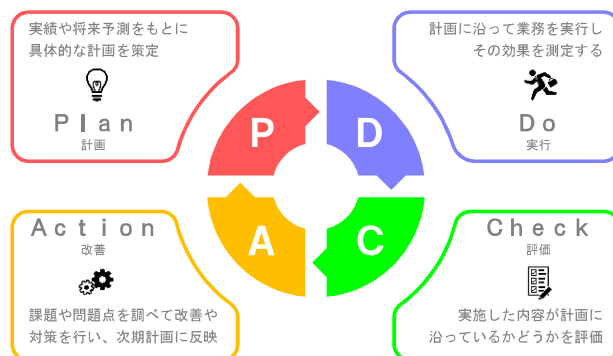 実績や将来予測をもとに
具体的な計画を策定
Plan
計画
計画に沿って業務を実行し
その効果を測定する
Do
実行
P
D
A
C
Action
改善
課題や問題点を調べて改善や
対策を行い、次期計画に反映
Check
評価
実施した内容が計画に
沿っているかどうかを評価